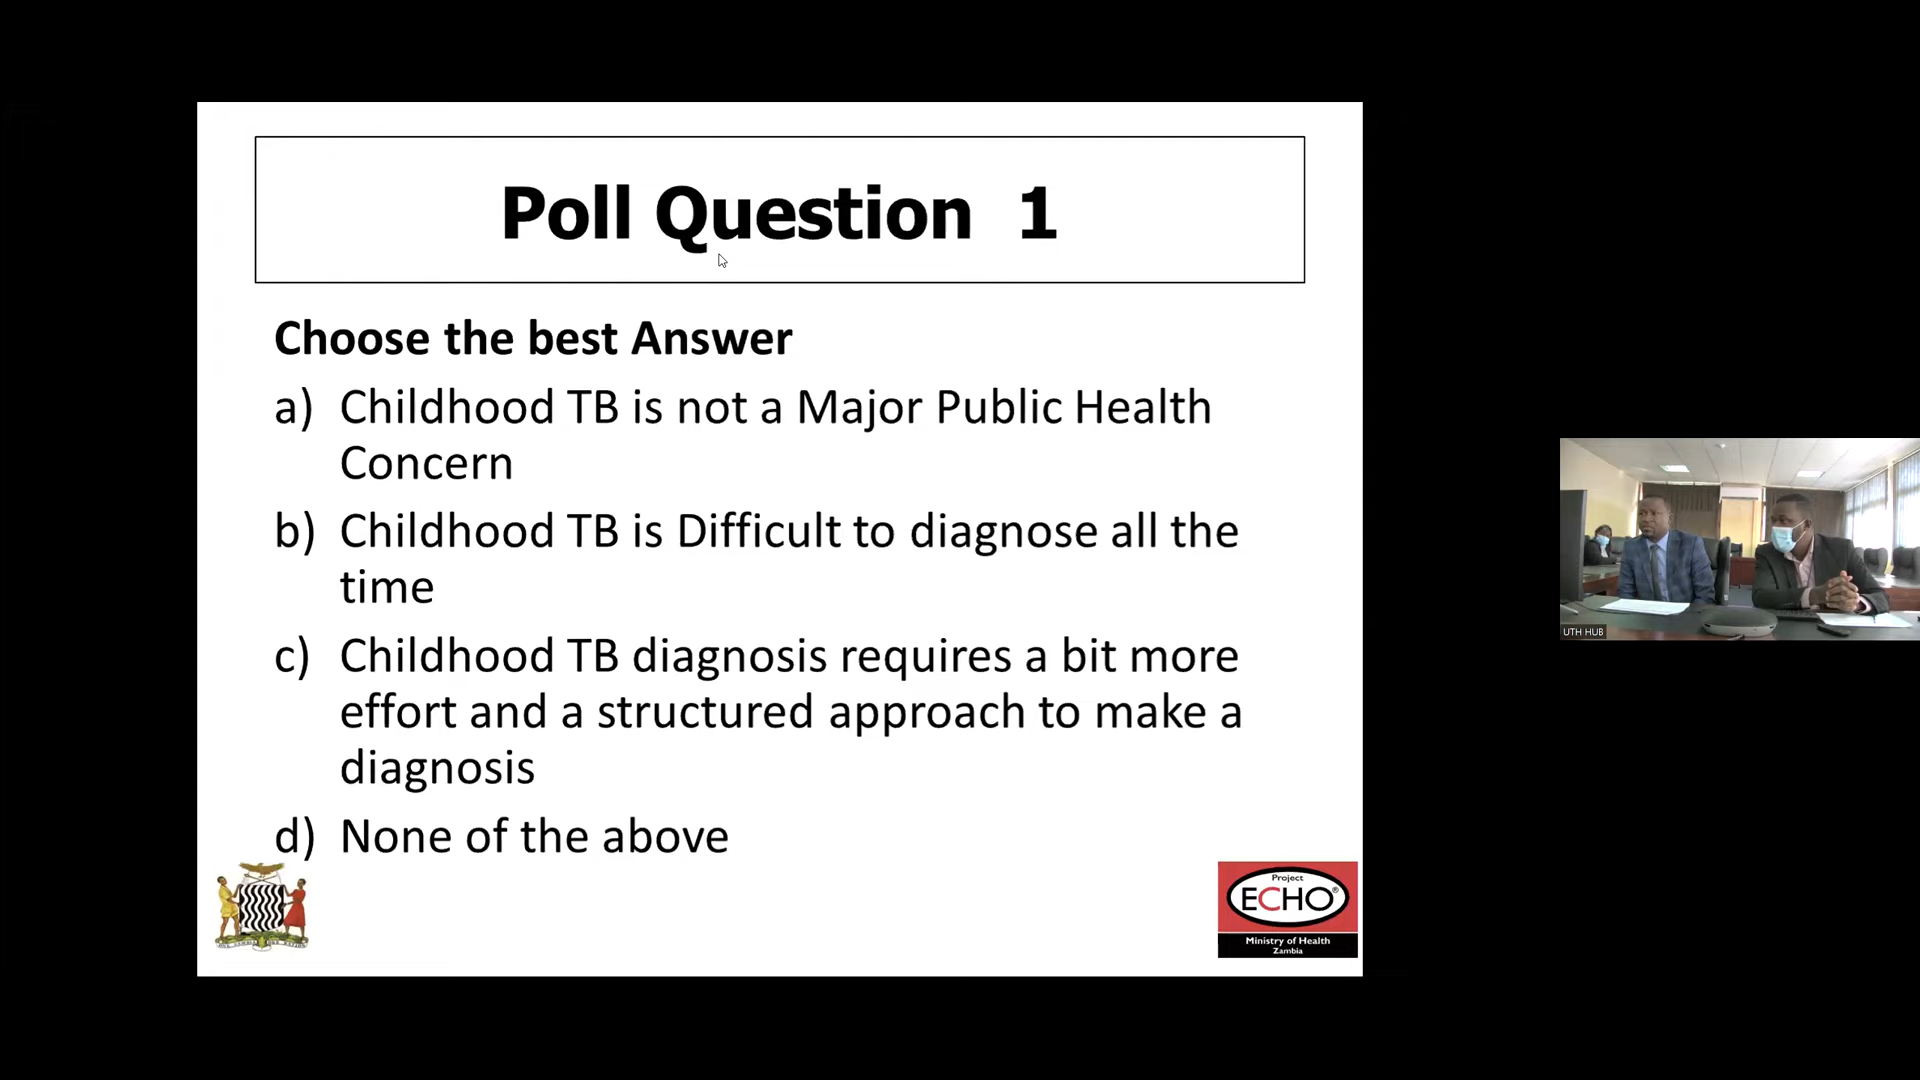 Poll Question 1
Choose the best Answer
a) Childhood TB is not a Major Public Health
Concern
b) Childhood TB is Difficult to diagnose all the
time
c) Childhood TB diagnosis requires a bit more
effort and a structured approach to make a
diagnosis
d) None of the above
Project
ECHO®
Ministry of Health
Zambia
UTH HUB